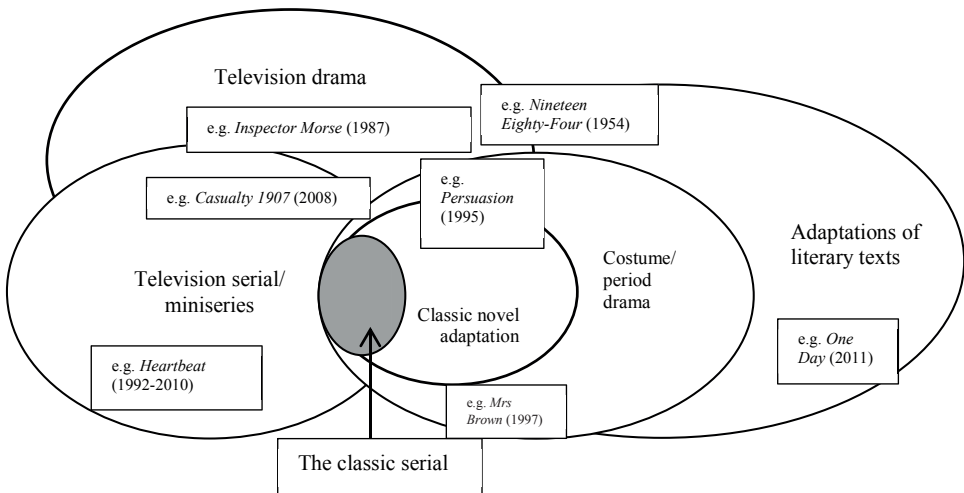 Television drama
e.g. Nineteen
Eighty-Four (1954)
e.g. Inspector Morse (1987)
e.g.
Persuasion
(1995)
e.g. Casualty 1907 (2008)
Adaptations of
literary texts
Costume/
period
drama
Television serial/
miniseries
Classic novel
adaptation
e.g. One
Day (2011)
e.g. Heartbeat
(1992-2010)
e.g. Mrs
Brown (1997)
The classic serial